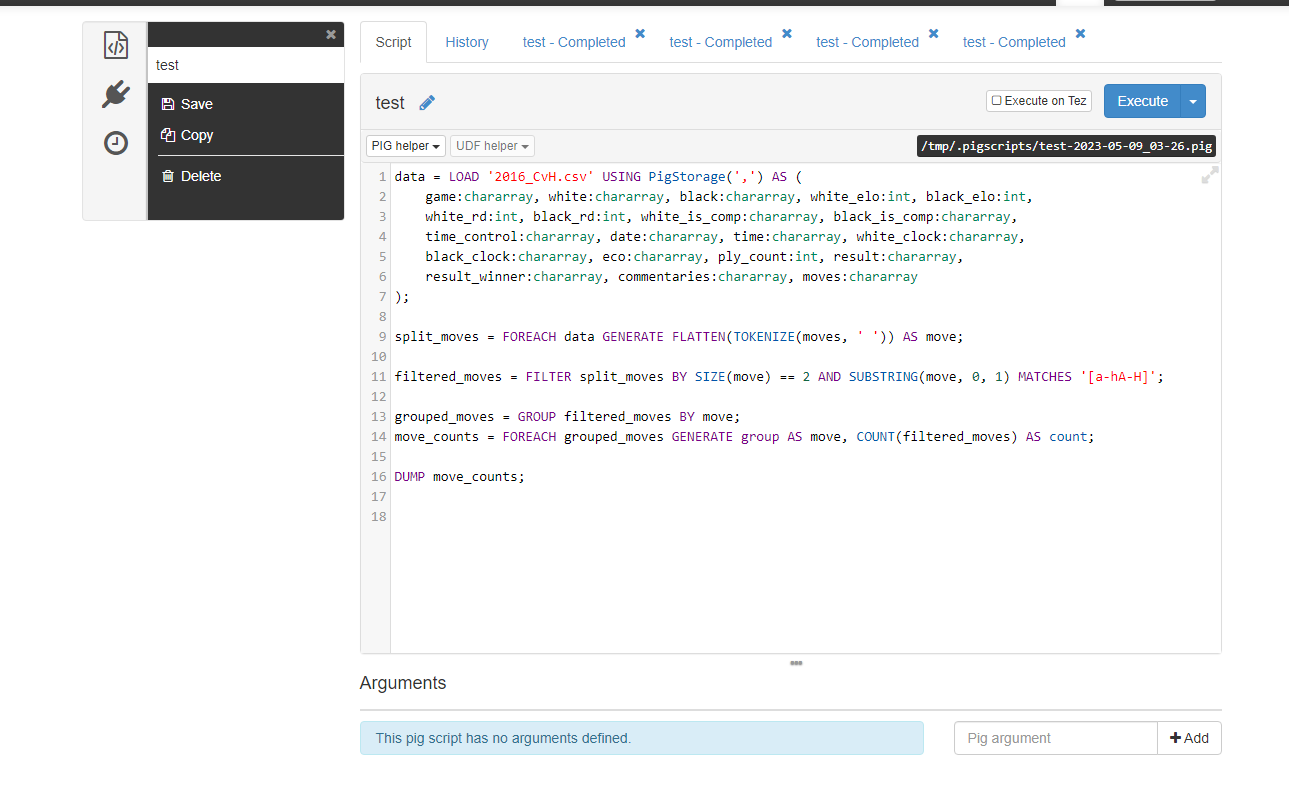 test
Save
Copy
Delete
Script History test - Completed test - Completed test - Completed test - Completed
test Execute on Tez Execute
PIG helper UDF helper /tmp/.pigscripts/test-2023-05-09_03-26.pig
1 data = LOAD '2016_CvH.csv' USING PigStorage(',') AS (
2 game:chararray, white:chararray, black:chararray, white_elo:int, black_elo:int,
3 white_rd:int, black_rd:int, white_is_comp:chararray, black_is_comp:chararray,
4 time_control:chararray, date:chararray, time:chararray, white_clock:chararray,
5 black_clock:chararray, eco:chararray, ply_count:int, result:chararray,
6 result_winner:chararray, commentaries:chararray, moves:chararray
7 );
8
9 split_moves = FOREACH data GENERATE FLATTEN(TOKENIZE(moves, ' ')) AS move;
10
11 filtered_moves = FILTER split_moves BY SIZE(move) == 2 AND SUBSTRING(move, 0, 1) MATCHES '[a-hA-H]';
12
13 grouped_moves = GROUP filtered_moves BY move;
14 move_counts = FOREACH grouped_moves GENERATE group AS move, COUNT(filtered_moves) AS count;
15
16 DUMP move_counts;
17
18
Arguments
This pig script has no arguments defined. Pig argument Add